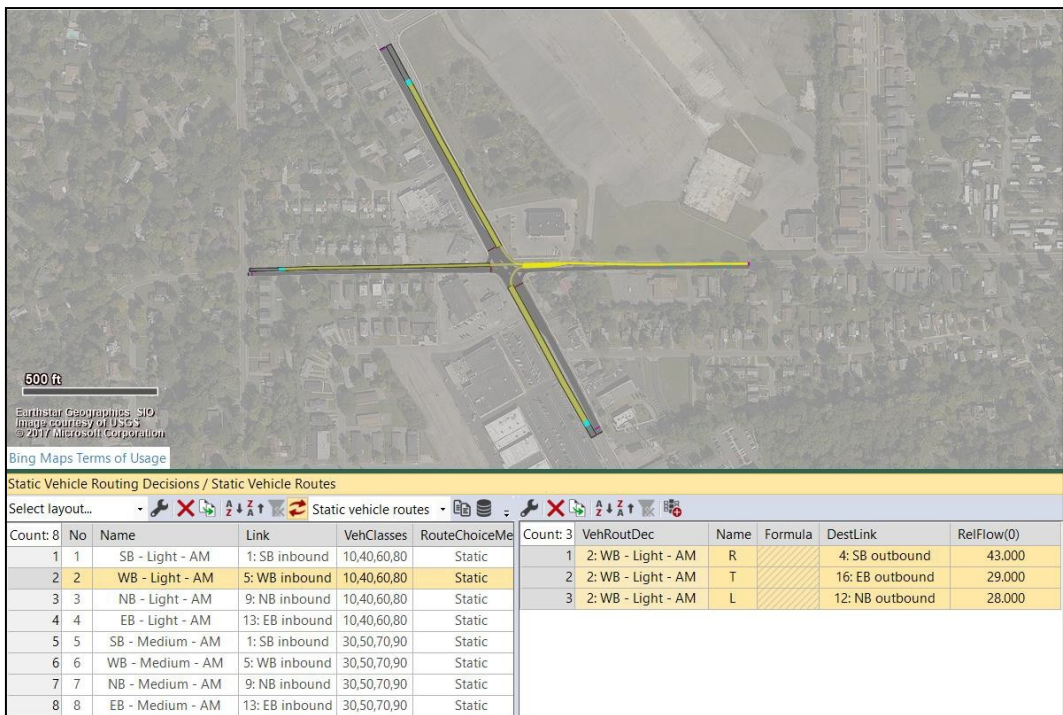 500 ft
Earthstar Geographics SIO
Image courtesy of USGS
© 2017 Microsoft Corporation
Bing Maps Terms of Usage
Static Vehicle Routing Decisions / Static Vehicle Routes
Select layout... Static vehicle routes
Count: 8 No Name Link VehClasses RouteChoiceMe
1 1 SB - Light - AM 1: SB inbound 10,40,60,80 Static
2 2 WB - Light - AM 5: WB inbound 10,40,60,80 Static
3 3 NB - Light - AM 9: NB inbound 10,40,60,80 Static
4 4 EB - Light - AM 13: EB inbound 10,40,60,80 Static
5 5 SB - Medium - AM 1: SB inbound 30,50,70,90 Static
6 6 WB - Medium - AM 5: WB inbound 30,50,70,90 Static
7 7 NB - Medium - AM 9: NB inbound 30,50,70,90 Static
8 8 EB - Medium - AM 13: EB inbound 30,50,70,90 Static
Count: 3 VehRoutDec Name Formula DestLink RelFlow(0)
1 2: WB - Light - AM R 4: SB outbound 43.000
2 2: WB - Light - AM T 16: EB outbound 29.000
3 2: WB - Light - AM L 12: NB outbound 28.000